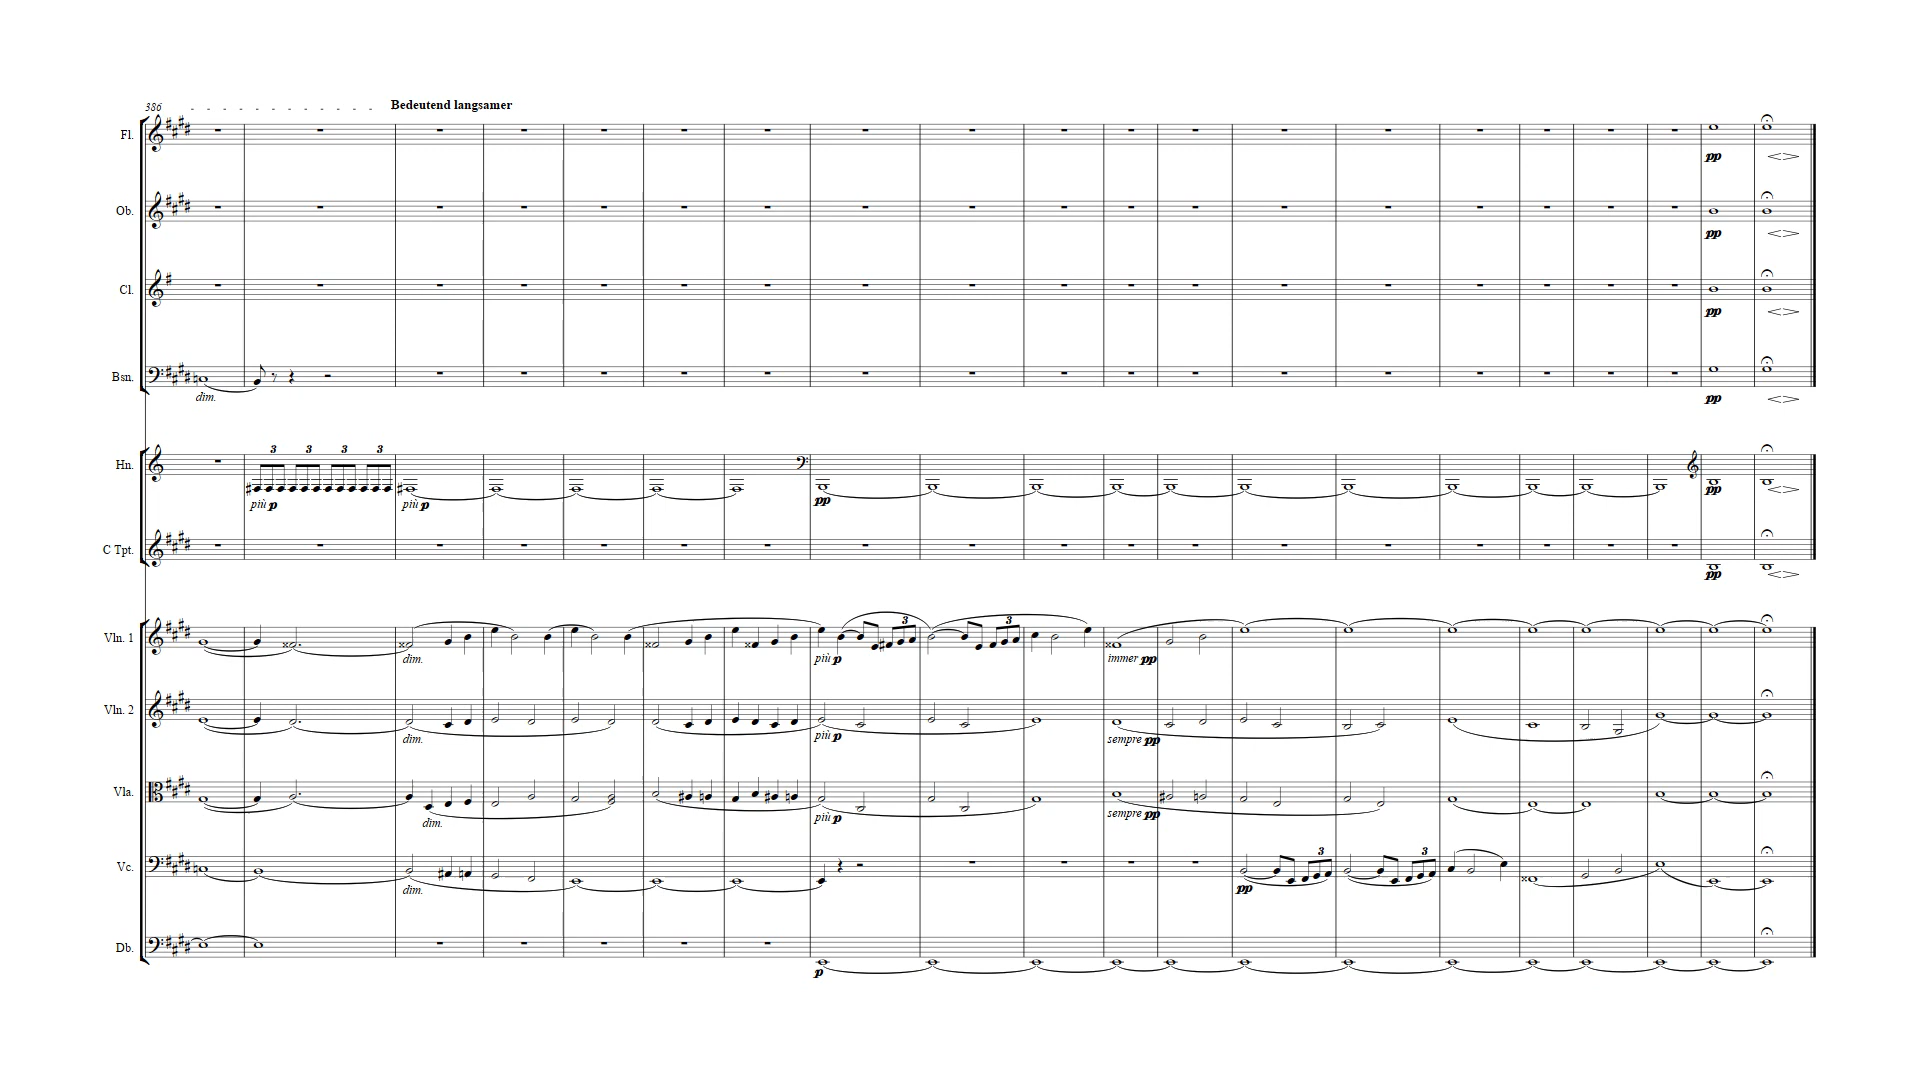 386 - - - - - - - - - - - - Bedeutend langsamer
Fl.
pp
Ob.
pp
Cl.
pp
Bsn.
dim.
pp
3 3 3 3
Hn.
più p più p pp pp
C Tpt.
pp
3 3
Vln. 1
dim. più p immer pp
Vln. 2
dim. più p sempre pp
Vla.
dim. più p sempre pp
3 3
Vc.
dim. pp
Db.
p